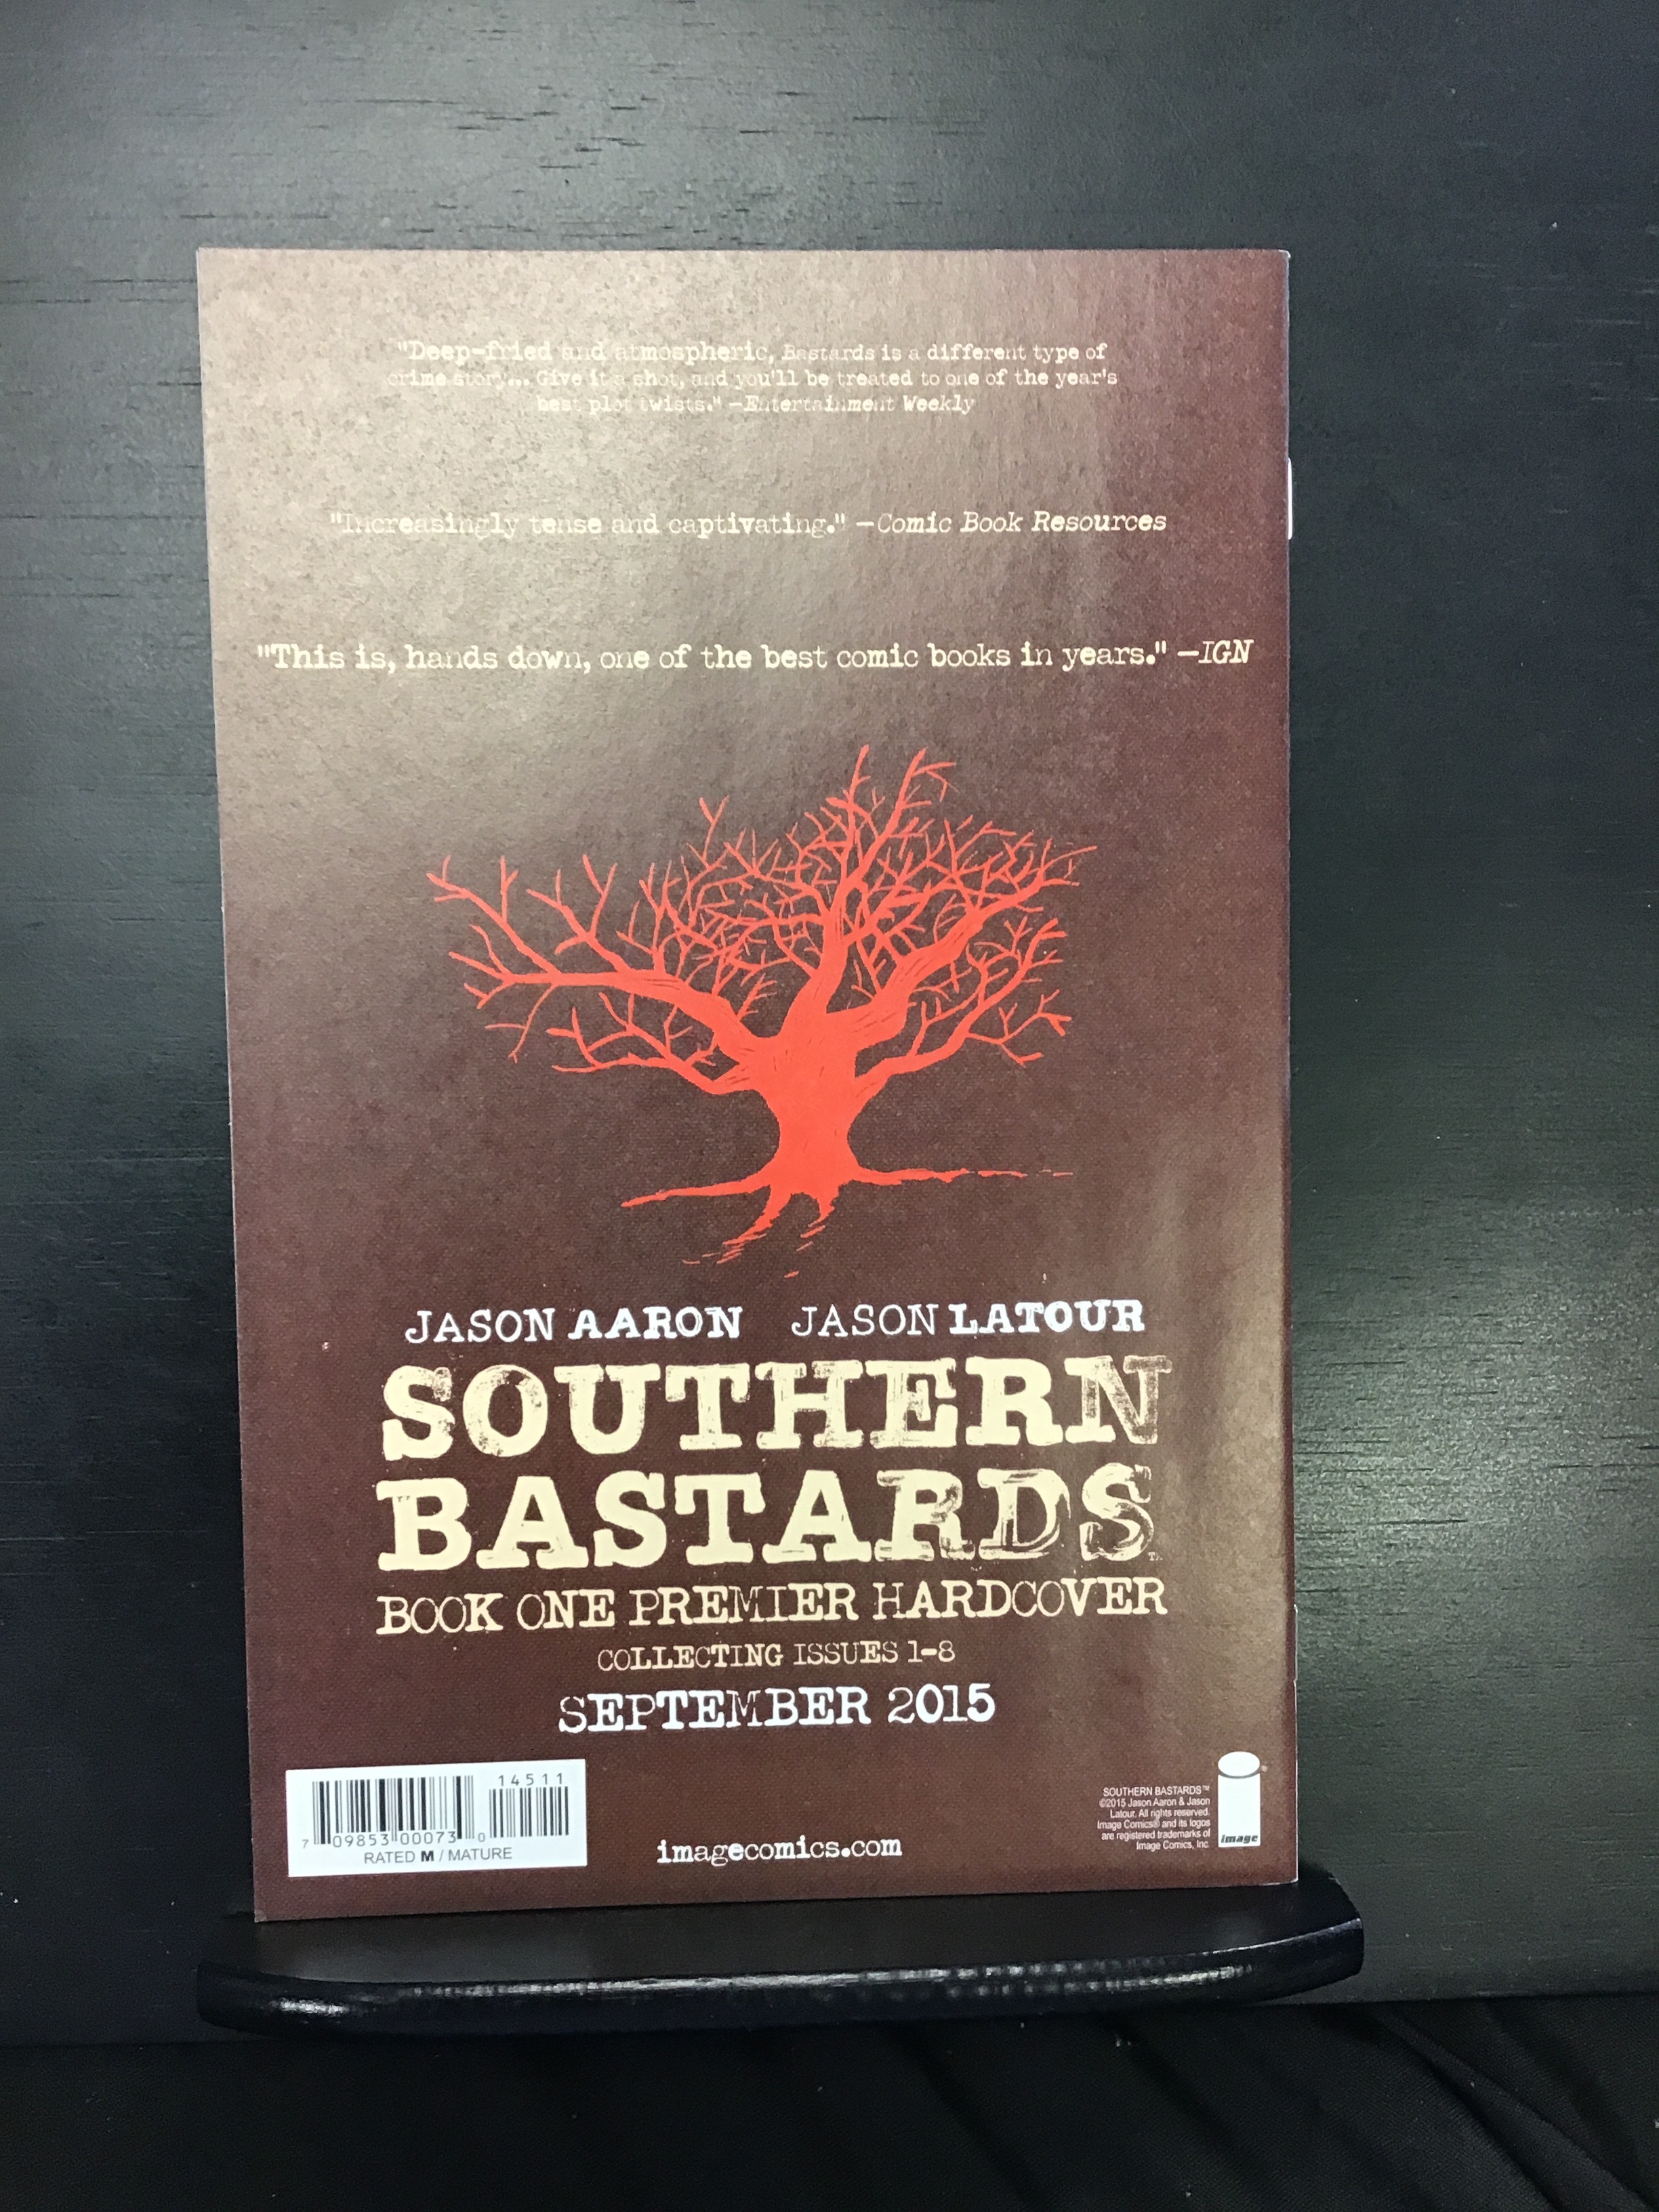 "Deep-fried and atmospheric, Bastards is a different type of
crime story... Give it a shot, and you'll be treated to one of the year's
best plot twists." —Entertainment Weekly
"Increasingly tense and captivating." —Comic Book Resources
"This is, hands down, one of the best comic books in years." —IGN
JASON AARON JASON LATOUR
SOUTHERN
BASTARDS™
BOOK ONE PREMIER HARDCOVER
COLLECTING ISSUES 1-8
SEPTEMBER 2015
14511
7 09853 00073 0
RATED M / MATURE
imagecomics.com
SOUTHERN BASTARDS™
©2015 Jason Aaron & Jason
Latour. All rights reserved.
Image Comics® and its logos
are registered trademarks of
Image Comics, Inc.
image®